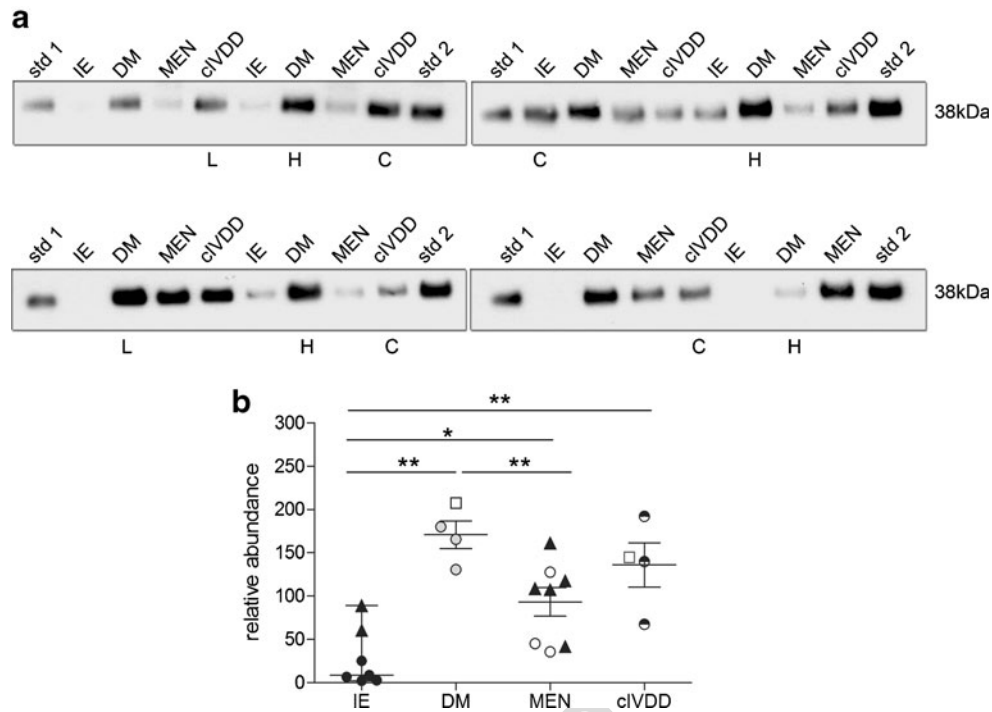 a
std 1 IE DM MEN cIVDD IE DM MEN cIVDD std 2
std 1 IE DM MEN cIVDD IE DM MEN cIVDD std 2
38kDa
L H C
C H
std 1 IE DM MEN cIVDD IE DM MEN cIVDD std 2
std 1 IE DM MEN cIVDD IE DM MEN std 2
38kDa
L H C
C H
b
**
*
** **
relative abundance
300
250
200
150
100
50
0
IE DM MEN cIVDD